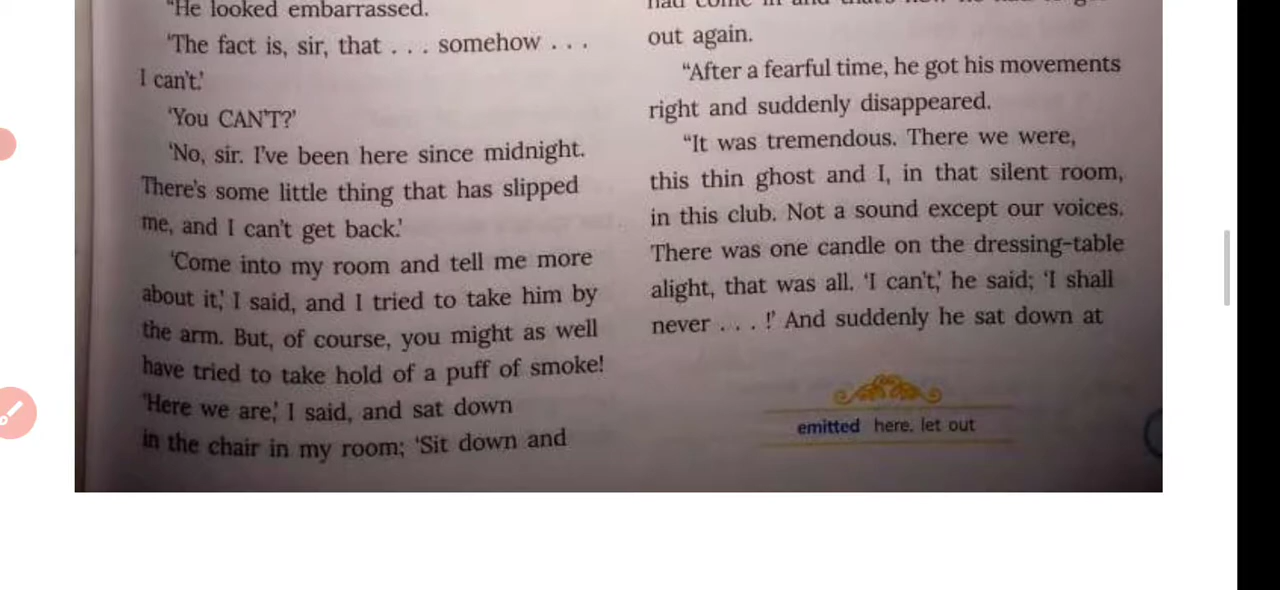 "He looked embarrassed.
'The fact is, sir, that . . . somehow . . .
I can't.'
'You CAN'T?'
'No, sir. I've been here since midnight.
There's some little thing that has slipped
me, and I can't get back.'
'Come into my room and tell me more
about it,' I said, and I tried to take him by
the arm. But, of course, you might as well
have tried to take hold of a puff of smoke!
'Here we are,' I said, and sat down
in the chair in my room; 'Sit down and
out again.
"After a fearful time, he got his movements
right and suddenly disappeared.
"It was tremendous. There we were,
this thin ghost and I, in that silent room,
in this club. Not a sound except our voices.
There was one candle on the dressing-table
alight, that was all. 'I can't,' he said; 'I shall
never . . . !' And suddenly he sat down at
emitted here, let out